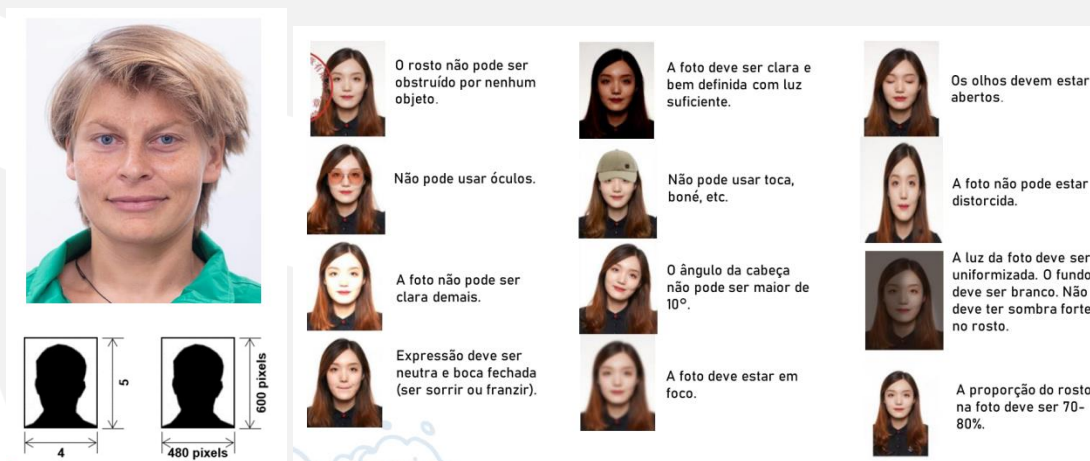 O rosto não pode ser
obstruído por nenhum
objeto.
A foto deve ser clara e
bem definida com luz
suficiente.
Os olhos devem estar
abertos.
Não pode usar óculos.
Não pode usar toca,
boné, etc.
A foto não pode estar
distorcida.
A foto não pode ser
clara demais.
O ângulo da cabeça
não pode ser maior de
10°.
A luz da foto deve ser
uniformizada. O fundo
deve ser branco. Não
deve ter sombra forte
no rosto.
Expressão deve ser
neutra e boca fechada
(ser sorrir ou franzir).
A foto deve estar em
foco.
A proporção do rosto
na foto deve ser 70-
80%.
5
4
600 pixels
480 pixels